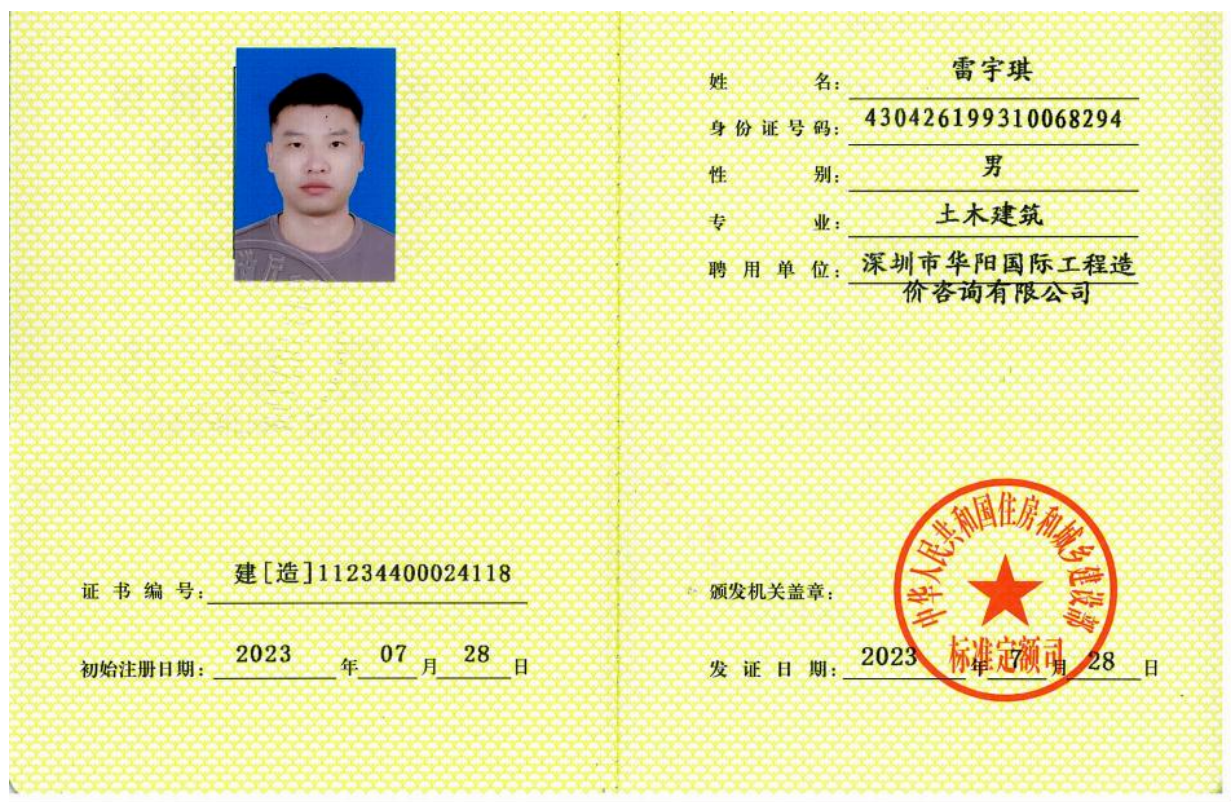 姓 名: 雷宇琪
身份证号码: 430426199310068294
性 别: 男
专 业: 土木建筑
聘用单位: 深圳市华阳国际工程造
价咨询有限公司
证书编号: 建[造]11234400024118
初始注册日期: 2023 年 07 月 28 日
颁发机关盖章:
中华人民共和国住房和城乡建设部
标准定额司
发证日期: 2023 年 7 月 28 日